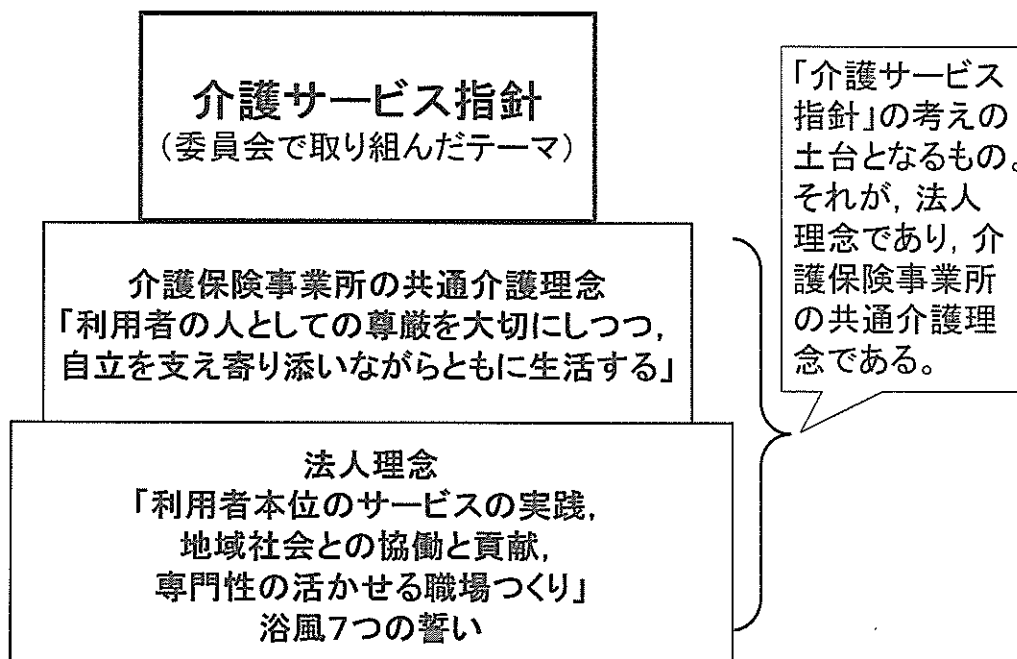 介護サービス指針
(委員会で取り組んだテーマ)
介護保険事業所の共通介護理念
「利用者の人としての尊厳を大切にしつつ,
自立を支え寄り添いながらともに生活する」
法人理念
「利用者本位のサービスの実践,
地域社会との協働と貢献,
専門性の活かせる職場つくり」
浴風7つの誓い
「介護サービス
指針」の考えの
土台となるもの。
それが, 法人
理念であり, 介
護保険事業所
の共通介護理
念である。